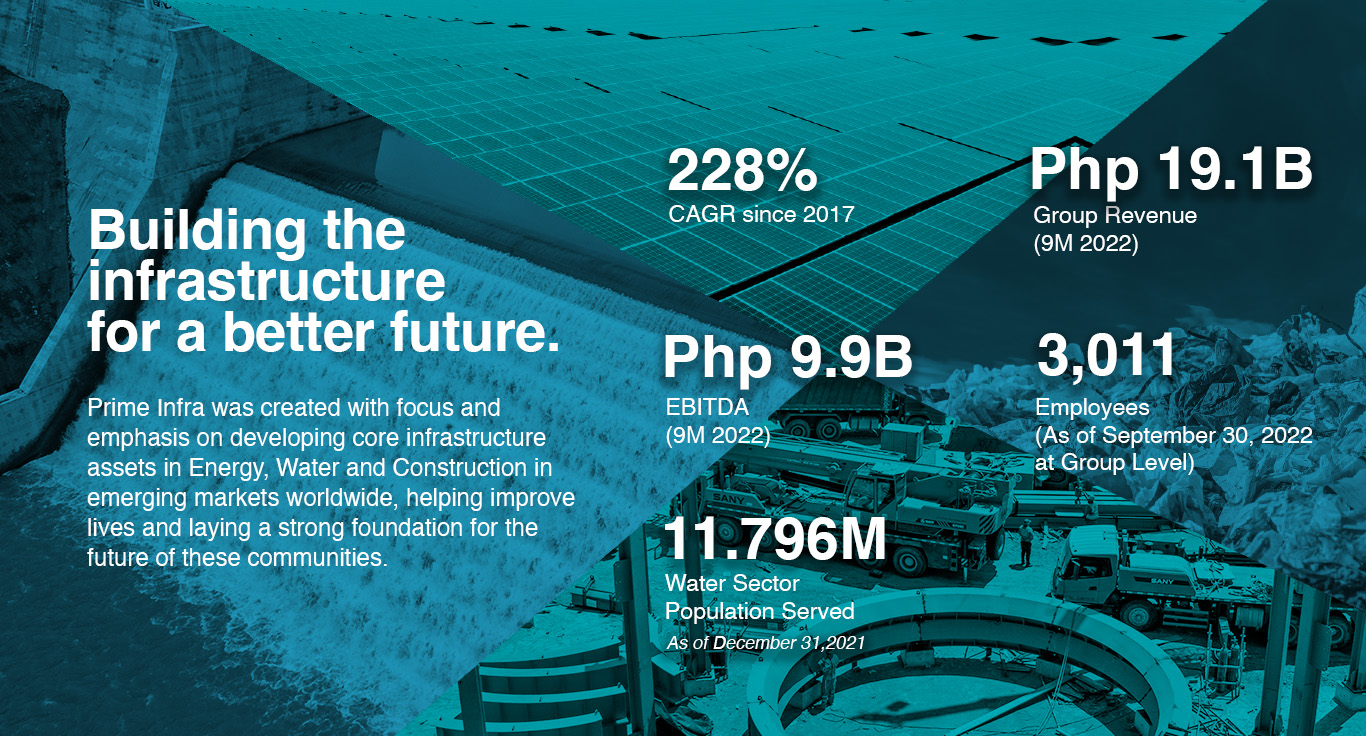 Building the
infrastructure
for a better future.
Prime Infra was created with focus and
emphasis on developing core infrastructure
assets in Energy, Water and Construction in
emerging markets worldwide, helping improve
lives and laying a strong foundation for the
future of these communities.
228%
CAGR since 2017
Php 19.1B
Group Revenue
(9M 2022)
Php 9.9B
EBITDA
(9M 2022)
3,011
Employees
(As of September 30, 2022
at Group Level)
11.796M
Water Sector
Population Served
As of December 31,2021
SANY
SANY